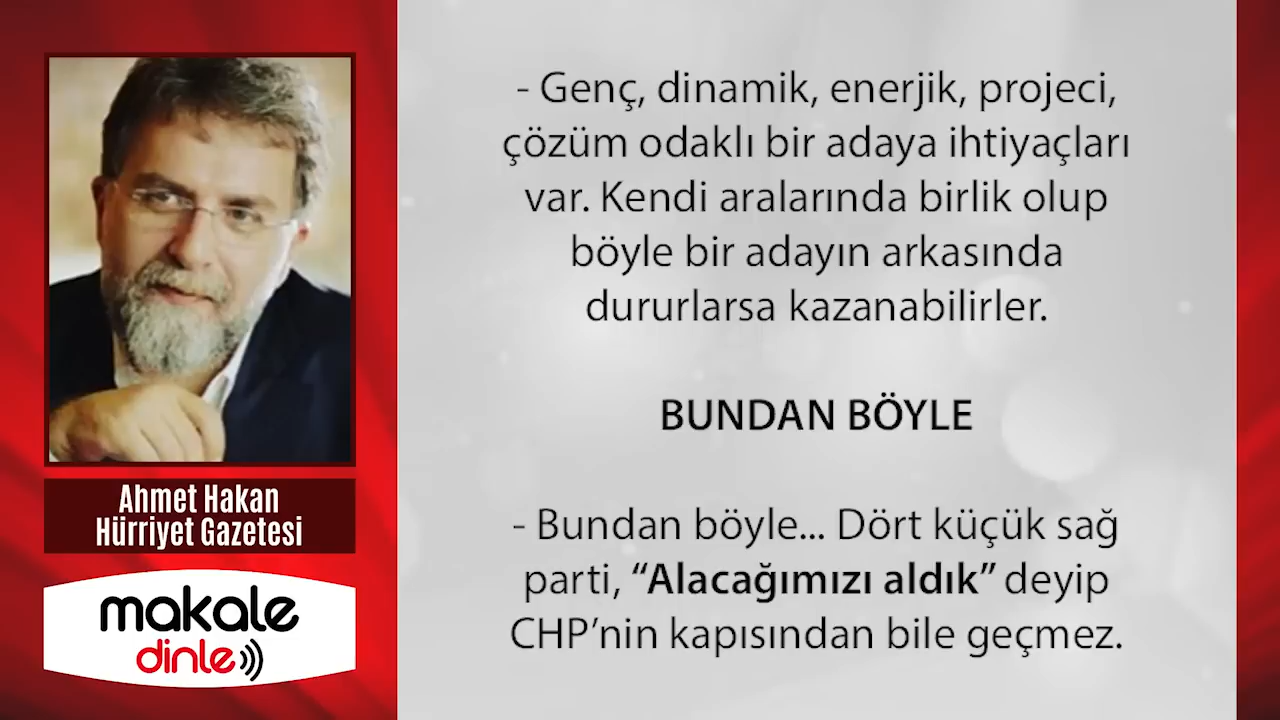 - Genç, dinamik, enerjik, projeci,
çözüm odaklı bir adaya ihtiyaçları
var. Kendi aralarında birlik olup
böyle bir adayın arkasında
dururlarsa kazanabilirler.
BUNDAN BÖYLE
- Bundan böyle... Dört küçük sağ
parti, “Alacağımızı aldık” deyip
CHP’nin kapısından bile geçmez.
Ahmet Hakan
Hürriyet Gazetesi
makale
dinle